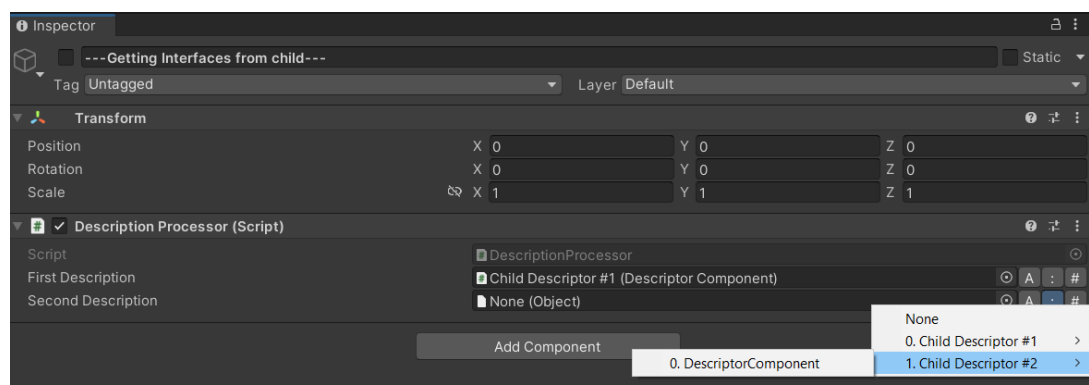 Inspector
---Getting Interfaces from child---
Static
Tag Untagged Layer Default
Transform
Position X 0 Y 0 Z 0
Rotation X 0 Y 0 Z 0
Scale X 1 Y 1 Z 1
# Description Processor (Script)
Script # DescriptionProcessor
First Description # Child Descriptor #1 (Descriptor Component) A : #
Second Description None (Object) A : #
None
Add Component
0. Child Descriptor #1 >
0. DescriptorComponent
1. Child Descriptor #2 >